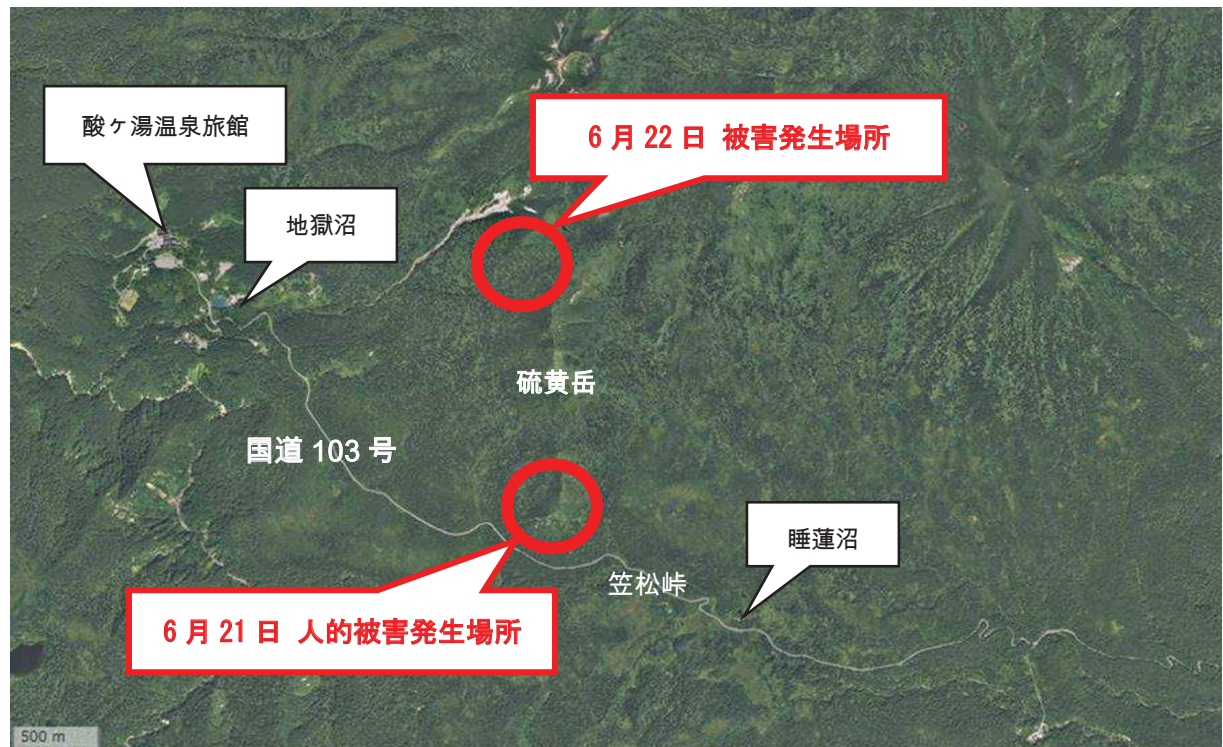 酸ヶ湯温泉旅館
6月22日 被害発生場所
地獄沼
硫黄岳
国道103号
睡蓮沼
笠松峠
6月21日 人的被害発生場所
500 m